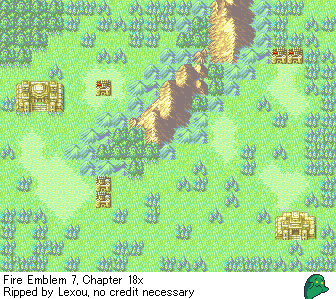 Fire Emblem 7, Chapter 18x
Ripped by Lexou, no credit necessary